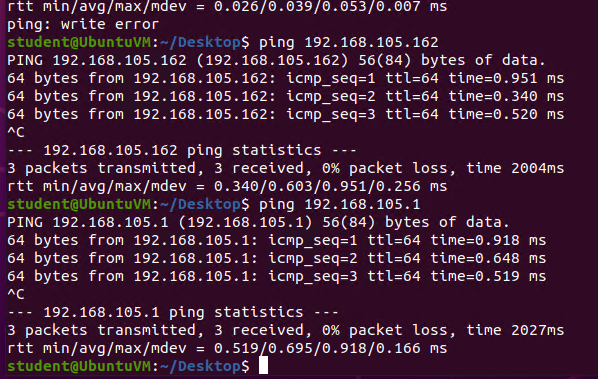 rtt min/avg/max/mdev = 0.026/0.039/0.053/0.007 ms
ping: write error
student@UbuntuVM:~/Desktop$ ping 192.168.105.162
PING 192.168.105.162 (192.168.105.162) 56(84) bytes of data.
64 bytes from 192.168.105.162: icmp_seq=1 ttl=64 time=0.951 ms
64 bytes from 192.168.105.162: icmp_seq=2 ttl=64 time=0.340 ms
64 bytes from 192.168.105.162: icmp_seq=3 ttl=64 time=0.520 ms
^C
--- 192.168.105.162 ping statistics ---
3 packets transmitted, 3 received, 0% packet loss, time 2004ms
rtt min/avg/max/mdev = 0.340/0.603/0.951/0.256 ms
student@UbuntuVM:~/Desktop$ ping 192.168.105.1
PING 192.168.105.1 (192.168.105.1) 56(84) bytes of data.
64 bytes from 192.168.105.1: icmp_seq=1 ttl=64 time=0.918 ms
64 bytes from 192.168.105.1: icmp_seq=2 ttl=64 time=0.648 ms
64 bytes from 192.168.105.1: icmp_seq=3 ttl=64 time=0.519 ms
^C
--- 192.168.105.1 ping statistics ---
3 packets transmitted, 3 received, 0% packet loss, time 2027ms
rtt min/avg/max/mdev = 0.519/0.695/0.918/0.166 ms
student@UbuntuVM:~/Desktop$